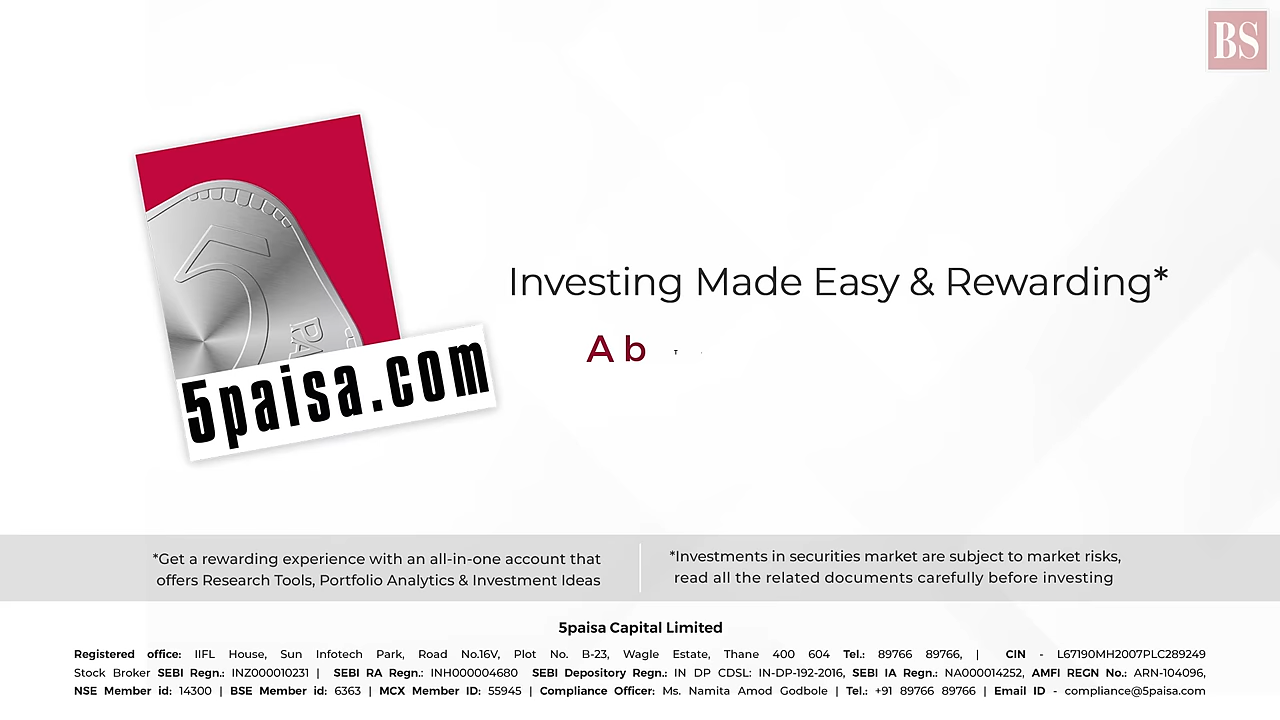 BS
Investing Made Easy & Rewarding*
Ab
PA
5paisa.com
*Get a rewarding experience with an all-in-one account that
offers Research Tools, Portfolio Analytics & Investment Ideas
*Investments in securities market are subject to market risks,
read all the related documents carefully before investing
5paisa Capital Limited
Registered office: IIFL House, Sun Infotech Park, Road No.16V, Plot No. B-23, Wagle Estate, Thane 400 604 Tel.: 89766 89766, | CIN - L67190MH2007PLC289249
Stock Broker SEBI Regn.: INZ000010231 | SEBI RA Regn.: INH000004680 SEBI Depository Regn.: IN DP CDSL: IN-DP-192-2016, SEBI IA Regn.: NA000014252, AMFI REGN No.: ARN-104096,
NSE Member id: 14300 | BSE Member id: 6363 | MCX Member ID: 55945 | Compliance Officer: Ms. Namita Amod Godbole | Tel.: +91 89766 89766 | Email ID - compliance@5paisa.com